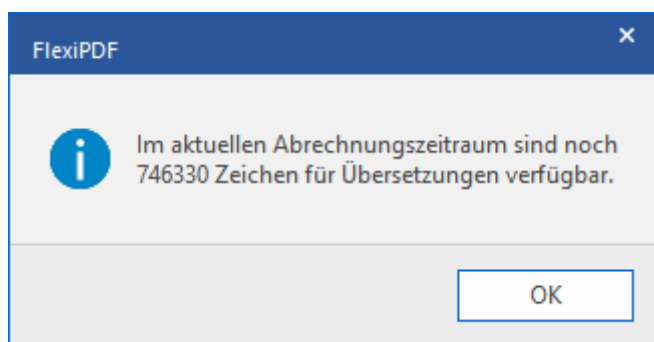 FlexiPDF
Im aktuellen Abrechnungszeitraum sind noch
746330 Zeichen für Übersetzungen verfügbar.
OK